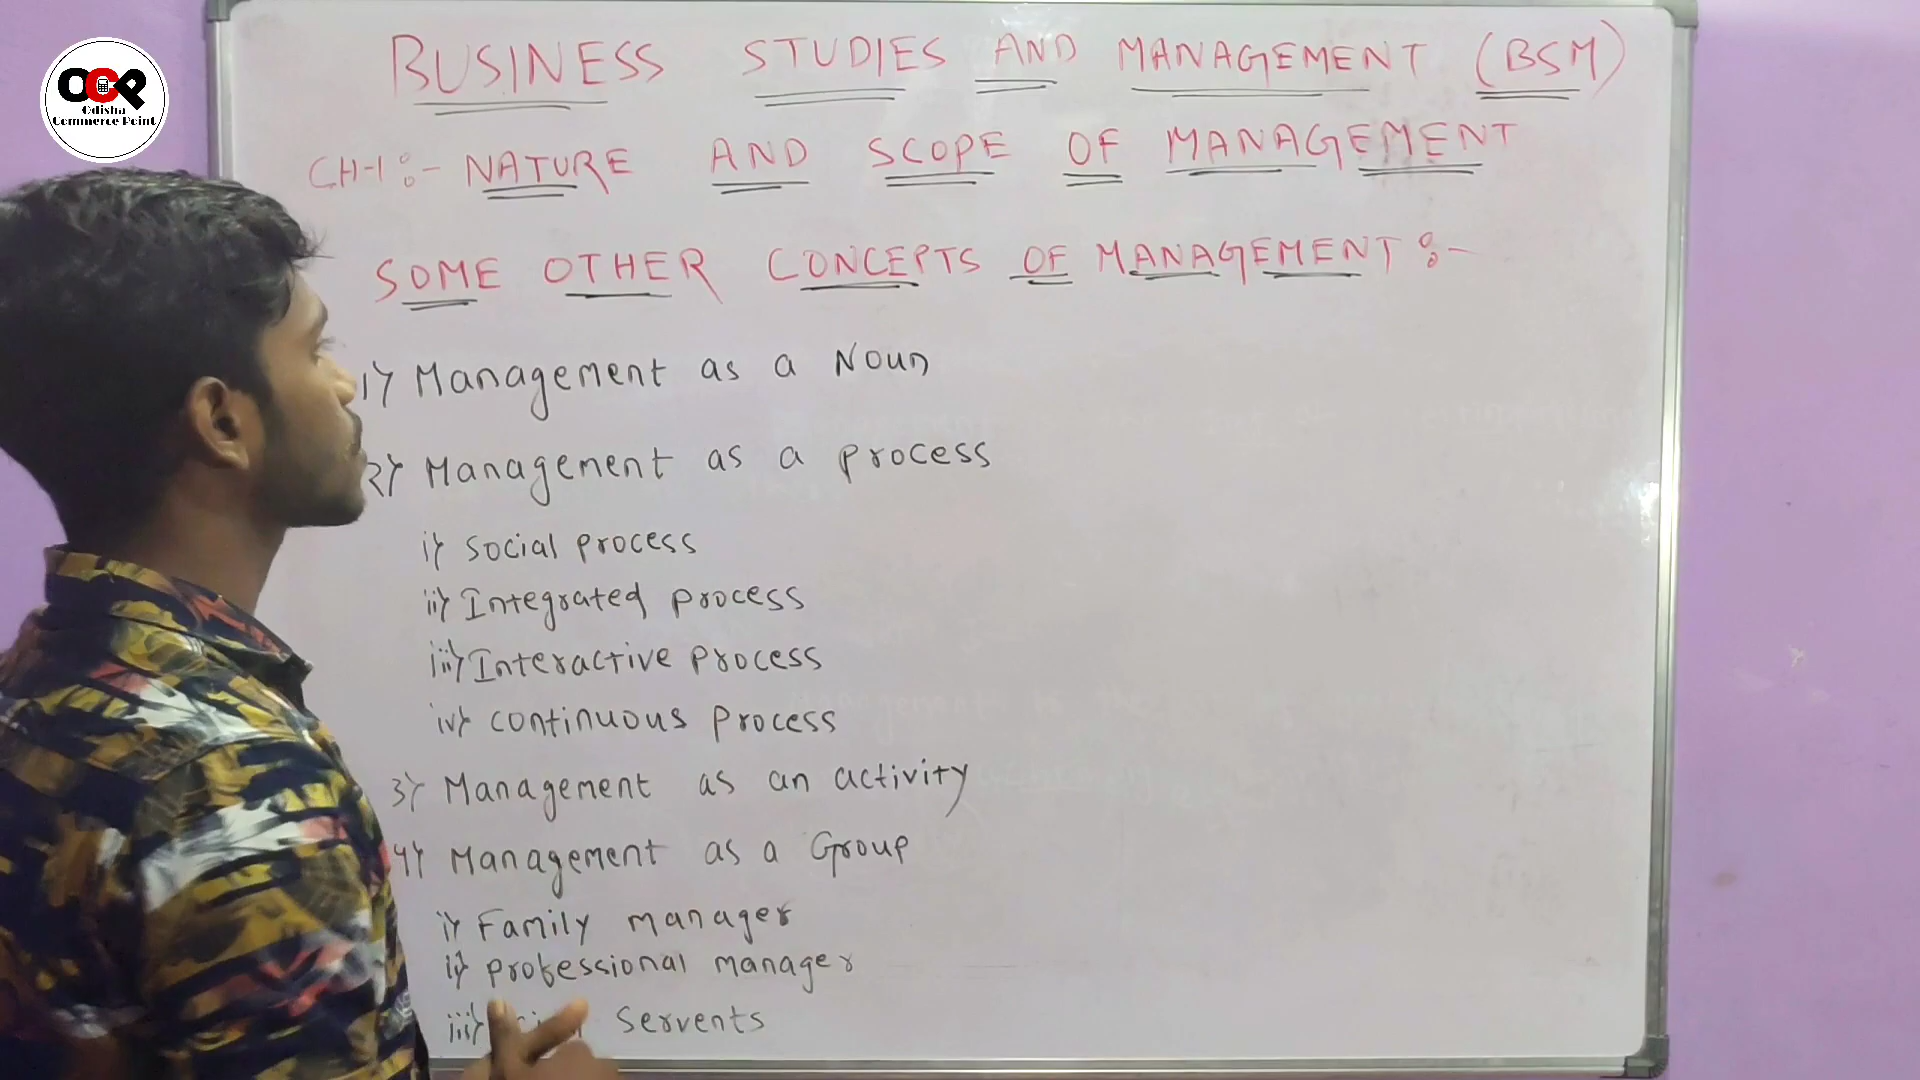 OCP
Odisha
Commerce Point
BUSINESS STUDIES AND MANAGEMENT (BSM)
CH-1 :- NATURE AND SCOPE OF MANAGEMENT
SOME OTHER CONCEPTS OF MANAGEMENT :-
1) Management as a Noun
2) Management as a process
i) social process
ii) Integrated process
iii) Interactive process
iv) continuous process
3) Management as an activity
4) Management as a Group
i) Family manager
ii) professional manager
iii) servents